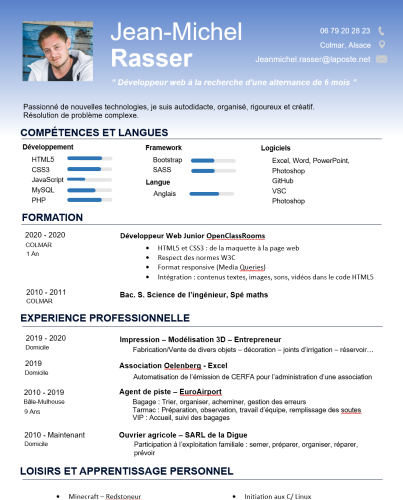 Jean-Michel
Rasser
06 79 20 28 23
Colmar, Alsace
Jeanmichel.rasser@laposte.net
" Développeur web à la recherche d'une alternance de 6 mois "
Passionné de nouvelles technologies, je suis autodidacte, organisé, rigoureux et créatif.
Résolution de problème complexe.
COMPÉTENCES ET LANGUES
Développement
HTML5
CSS3
JavaScript
MySQL
PHP
Framework
Bootstrap
SASS
Langue
Anglais
Logiciels
Excel, Word, PowerPoint,
Photoshop
GitHub
VSC
Photoshop
FORMATION
2020 - 2020
COLMAR
1 An
Développeur Web Junior OpenClassRooms
• HTML5 et CSS3 : de la maquette à la page web
• Respect des normes W3C
• Format responsive (Media Queries)
• Intégration : contenus textes, images, sons, vidéos dans le code HTML5
2010 - 2011
COLMAR
Bac. S. Science de l'ingénieur, Spé maths
EXPERIENCE PROFESSIONNELLE
2019 - 2020
Domicile
Impression – Modélisation 3D – Entrepreneur
Fabrication/Vente de divers objets – décoration – joints d'irrigation – réservoir…
2019
Domicile
Association Oelenberg - Excel
Automatisation de l'émission de CERFA pour l'administration d'une association
2010 - 2019
Bâle-Mulhouse
9 Ans
Agent de piste – EuroAirport
Bagage : Trier, organiser, acheminer, gestion des erreurs
Tarmac : Préparation, observation, travail d'équipe, remplissage des soutes
VIP : Accueil, suivi des bagages
2010 - Maintenant
Domicile
Ouvrier agricole – SARL de la Digue
Participation à l'exploitation familiale : semer, préparer, organiser, réparer,
prévoir
LOISIRS ET APPRENTISSAGE PERSONNEL
• Minecraft – Redstoneur
• Initiation aux C/ Linux